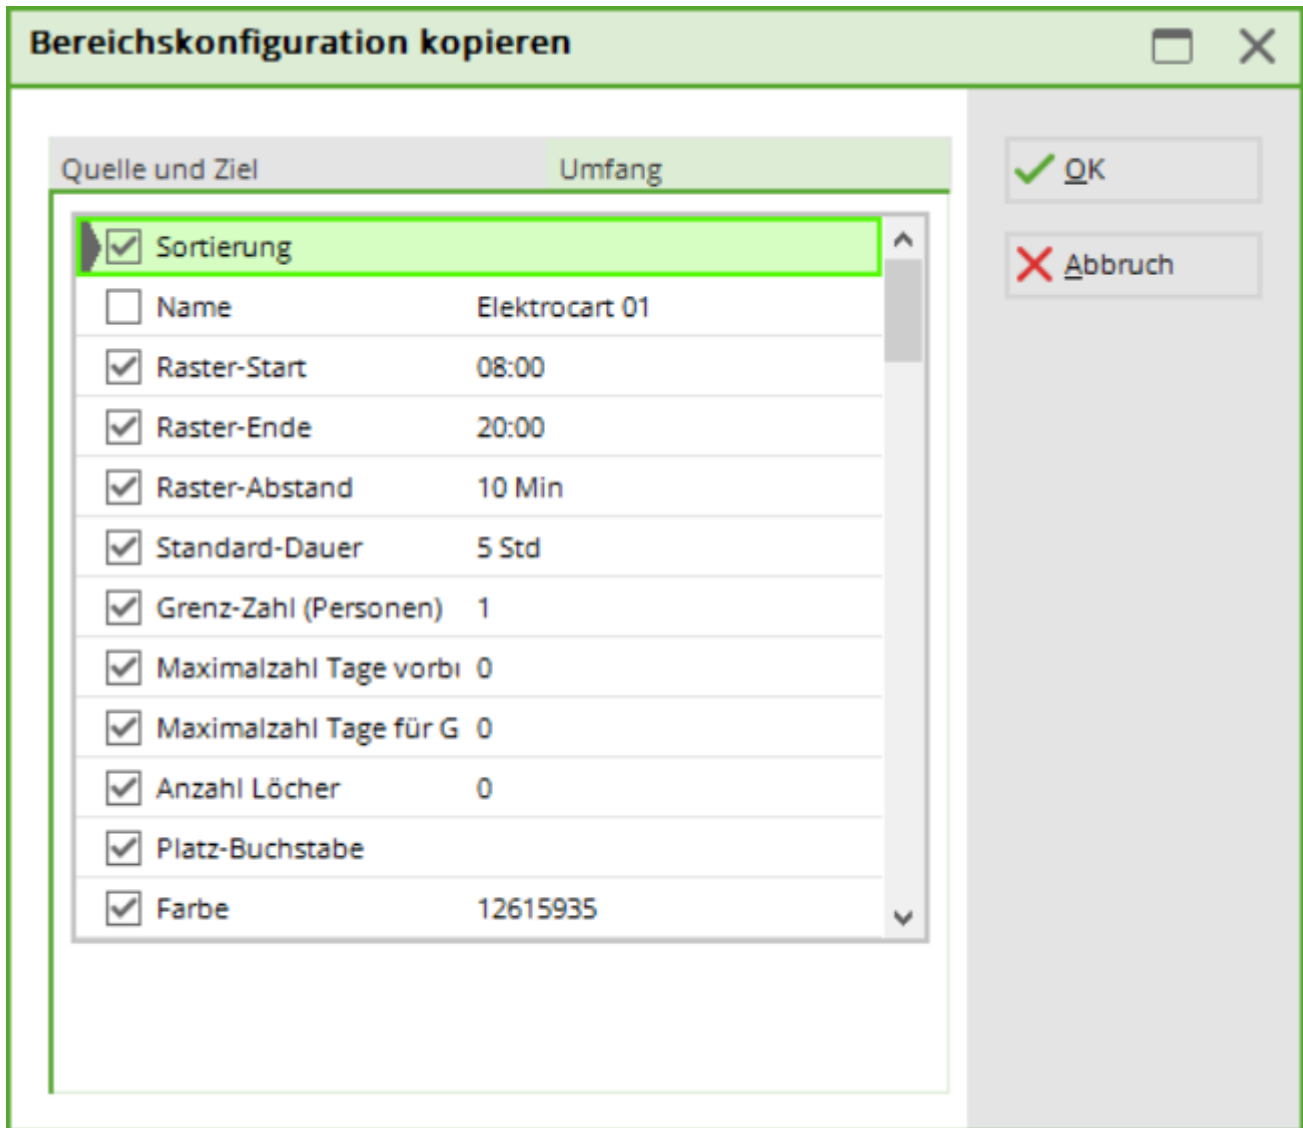 Bereichskonfiguration kopieren
Quelle und Ziel Umfang
OK
Abbruch
Sortierung
Name Elektrocart 01
Raster-Start 08:00
Raster-Ende 20:00
Raster-Abstand 10 Min
Standard-Dauer 5 Std
Grenz-Zahl (Personen) 1
Maximalzahl Tage 0
Maximalzahl Tage für G 0
Anzahl Löcher 0
Platz-Buchstabe
Farbe 12615935